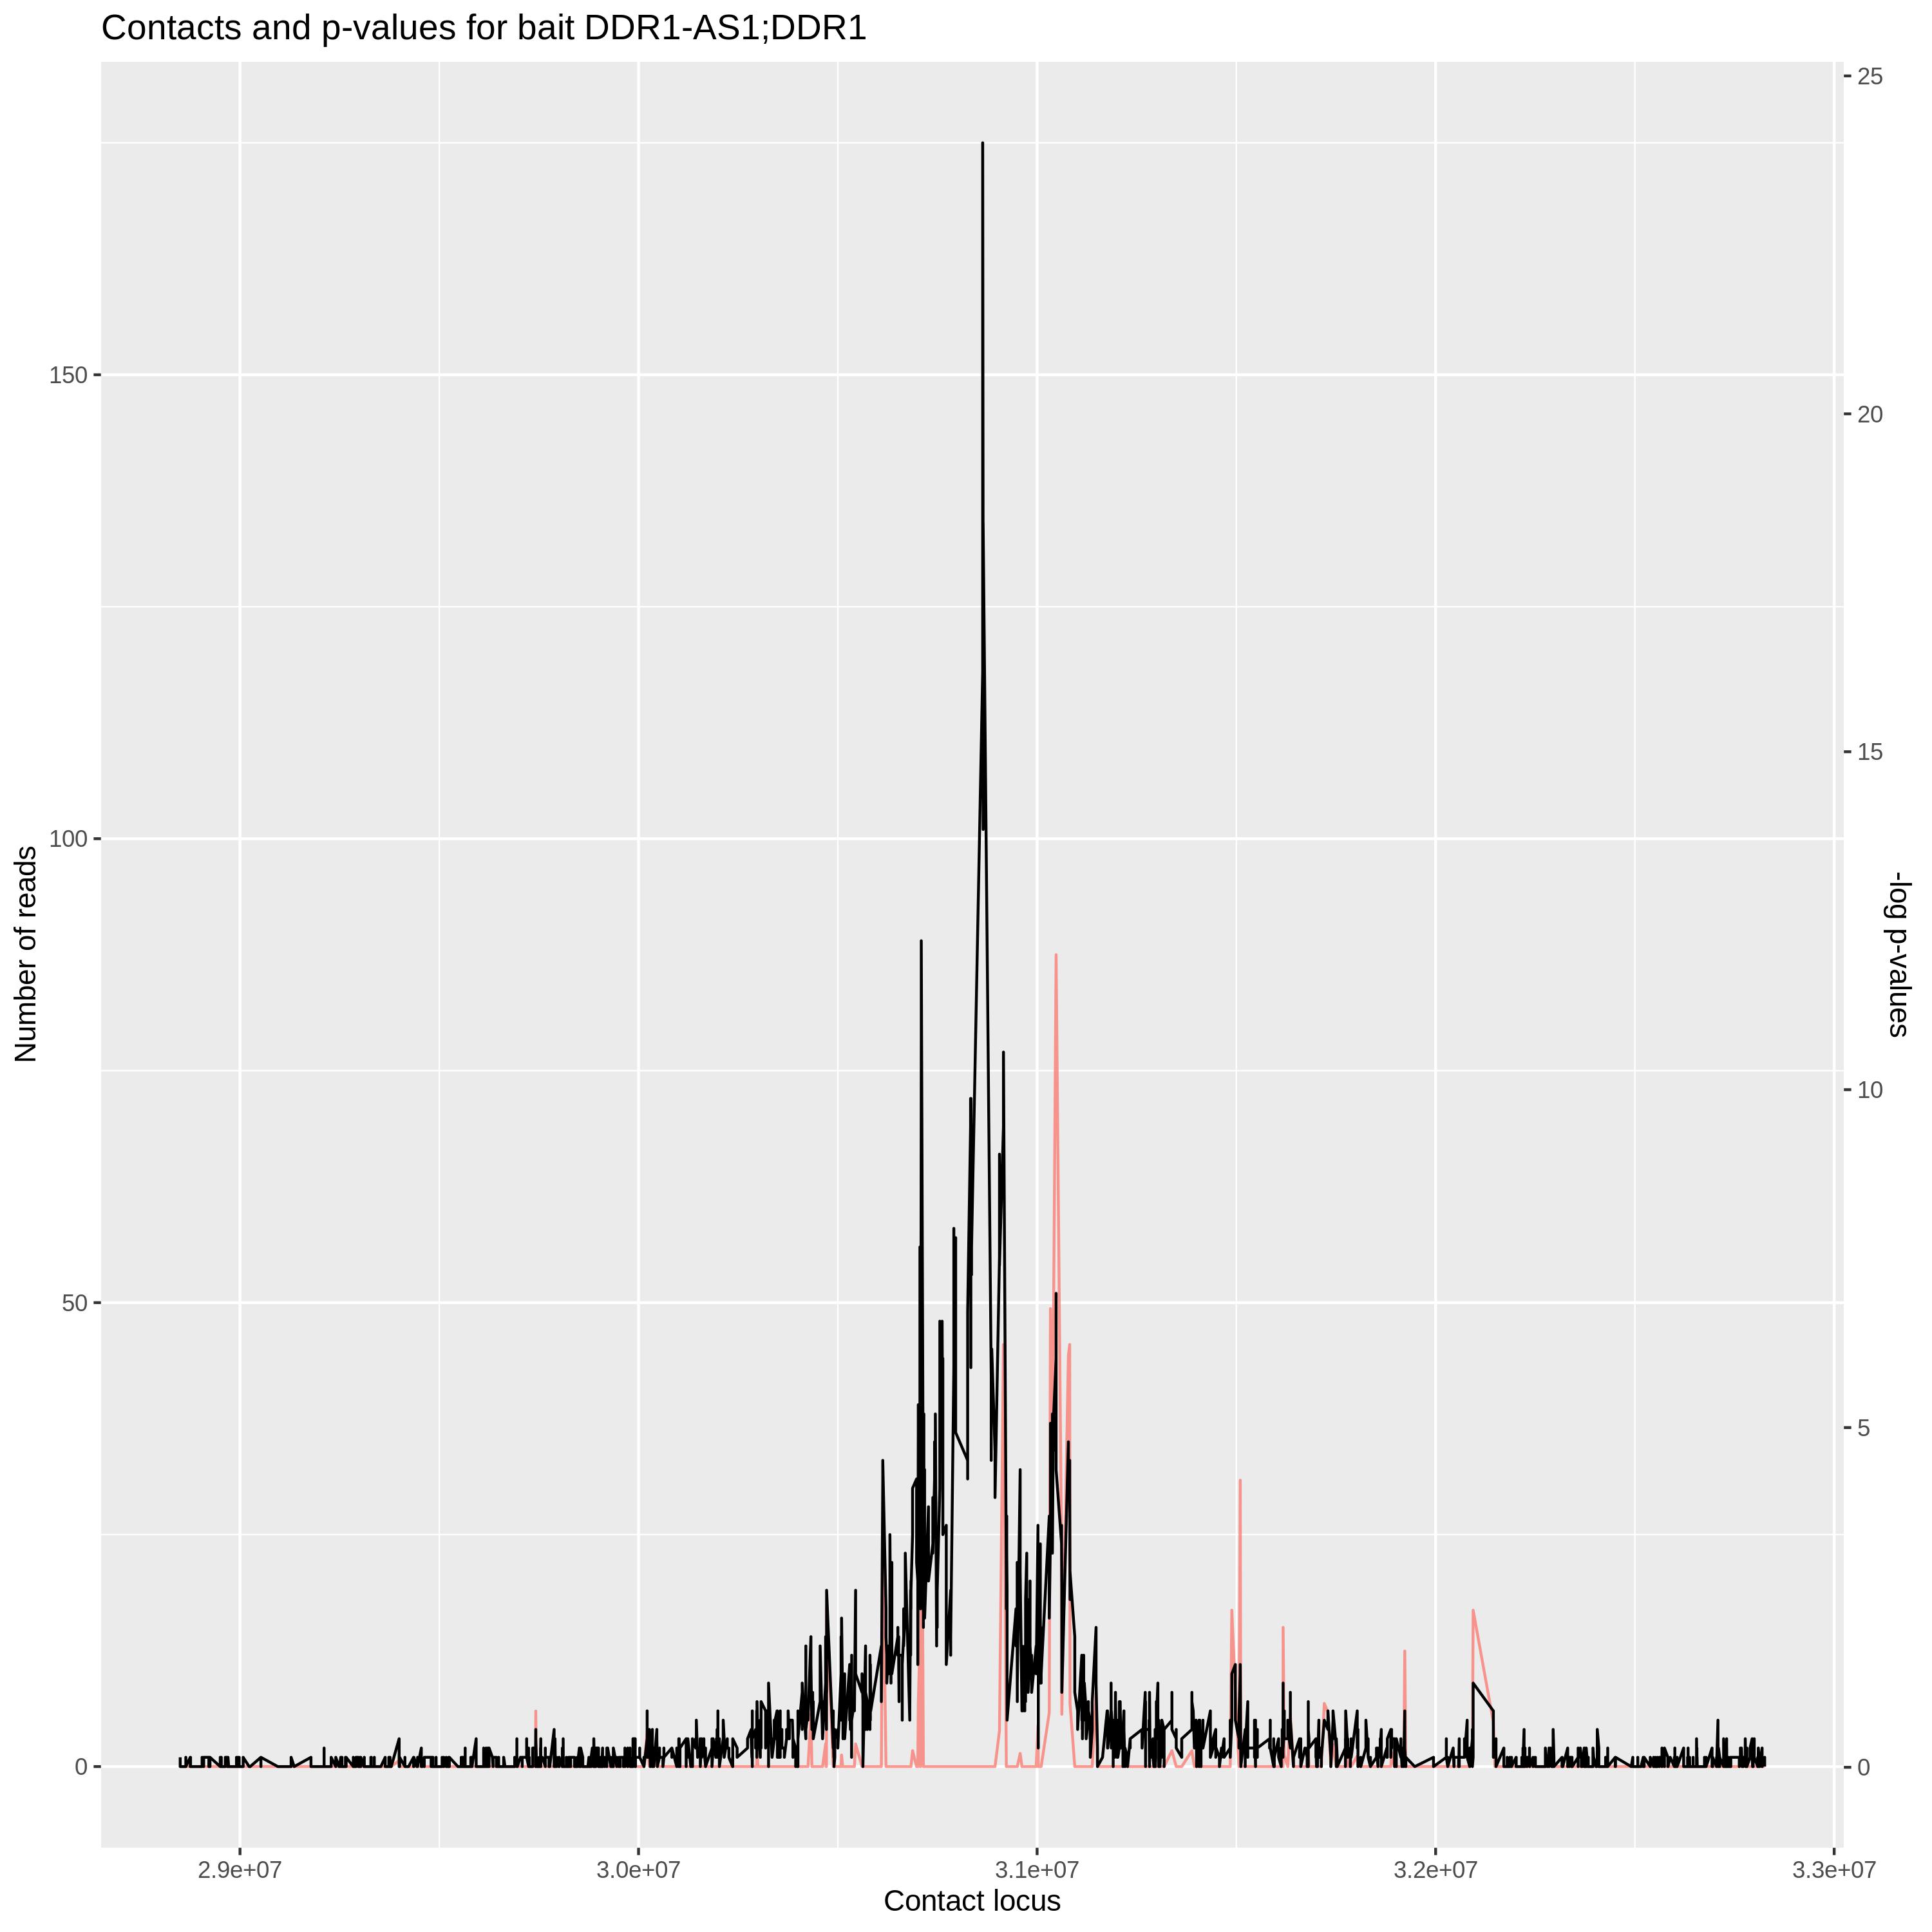 Contacts and p-values for bait DDR1-AS1;DDR1
Number of reads
150
100
50
0
25
20
15
10
5
0
-log p-values
2.9e+07 3.0e+07 3.1e+07 3.2e+07 3.3e+07
Contact locus